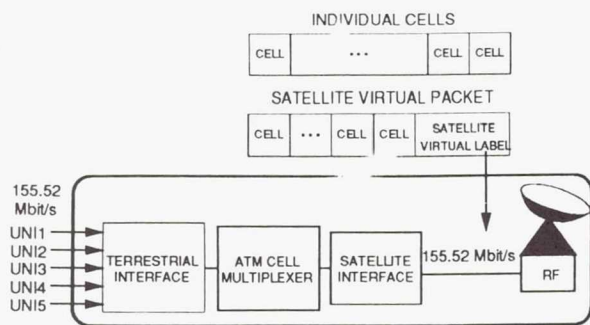 INDIVIDUAL CELLS
CELL ... CELL CELL
SATELLITE VIRTUAL PACKET
CELL ... CELL CELL SATELLITE
VIRTUAL LABEL
155.52
Mbit/s
UNI1
UNI2
UNI3
UNI4
UNI5
TERRESTRIAL
INTERFACE
ATM CELL
MULTIPLEXER
SATELLITE
INTERFACE
155.52 Mbit/s
RF